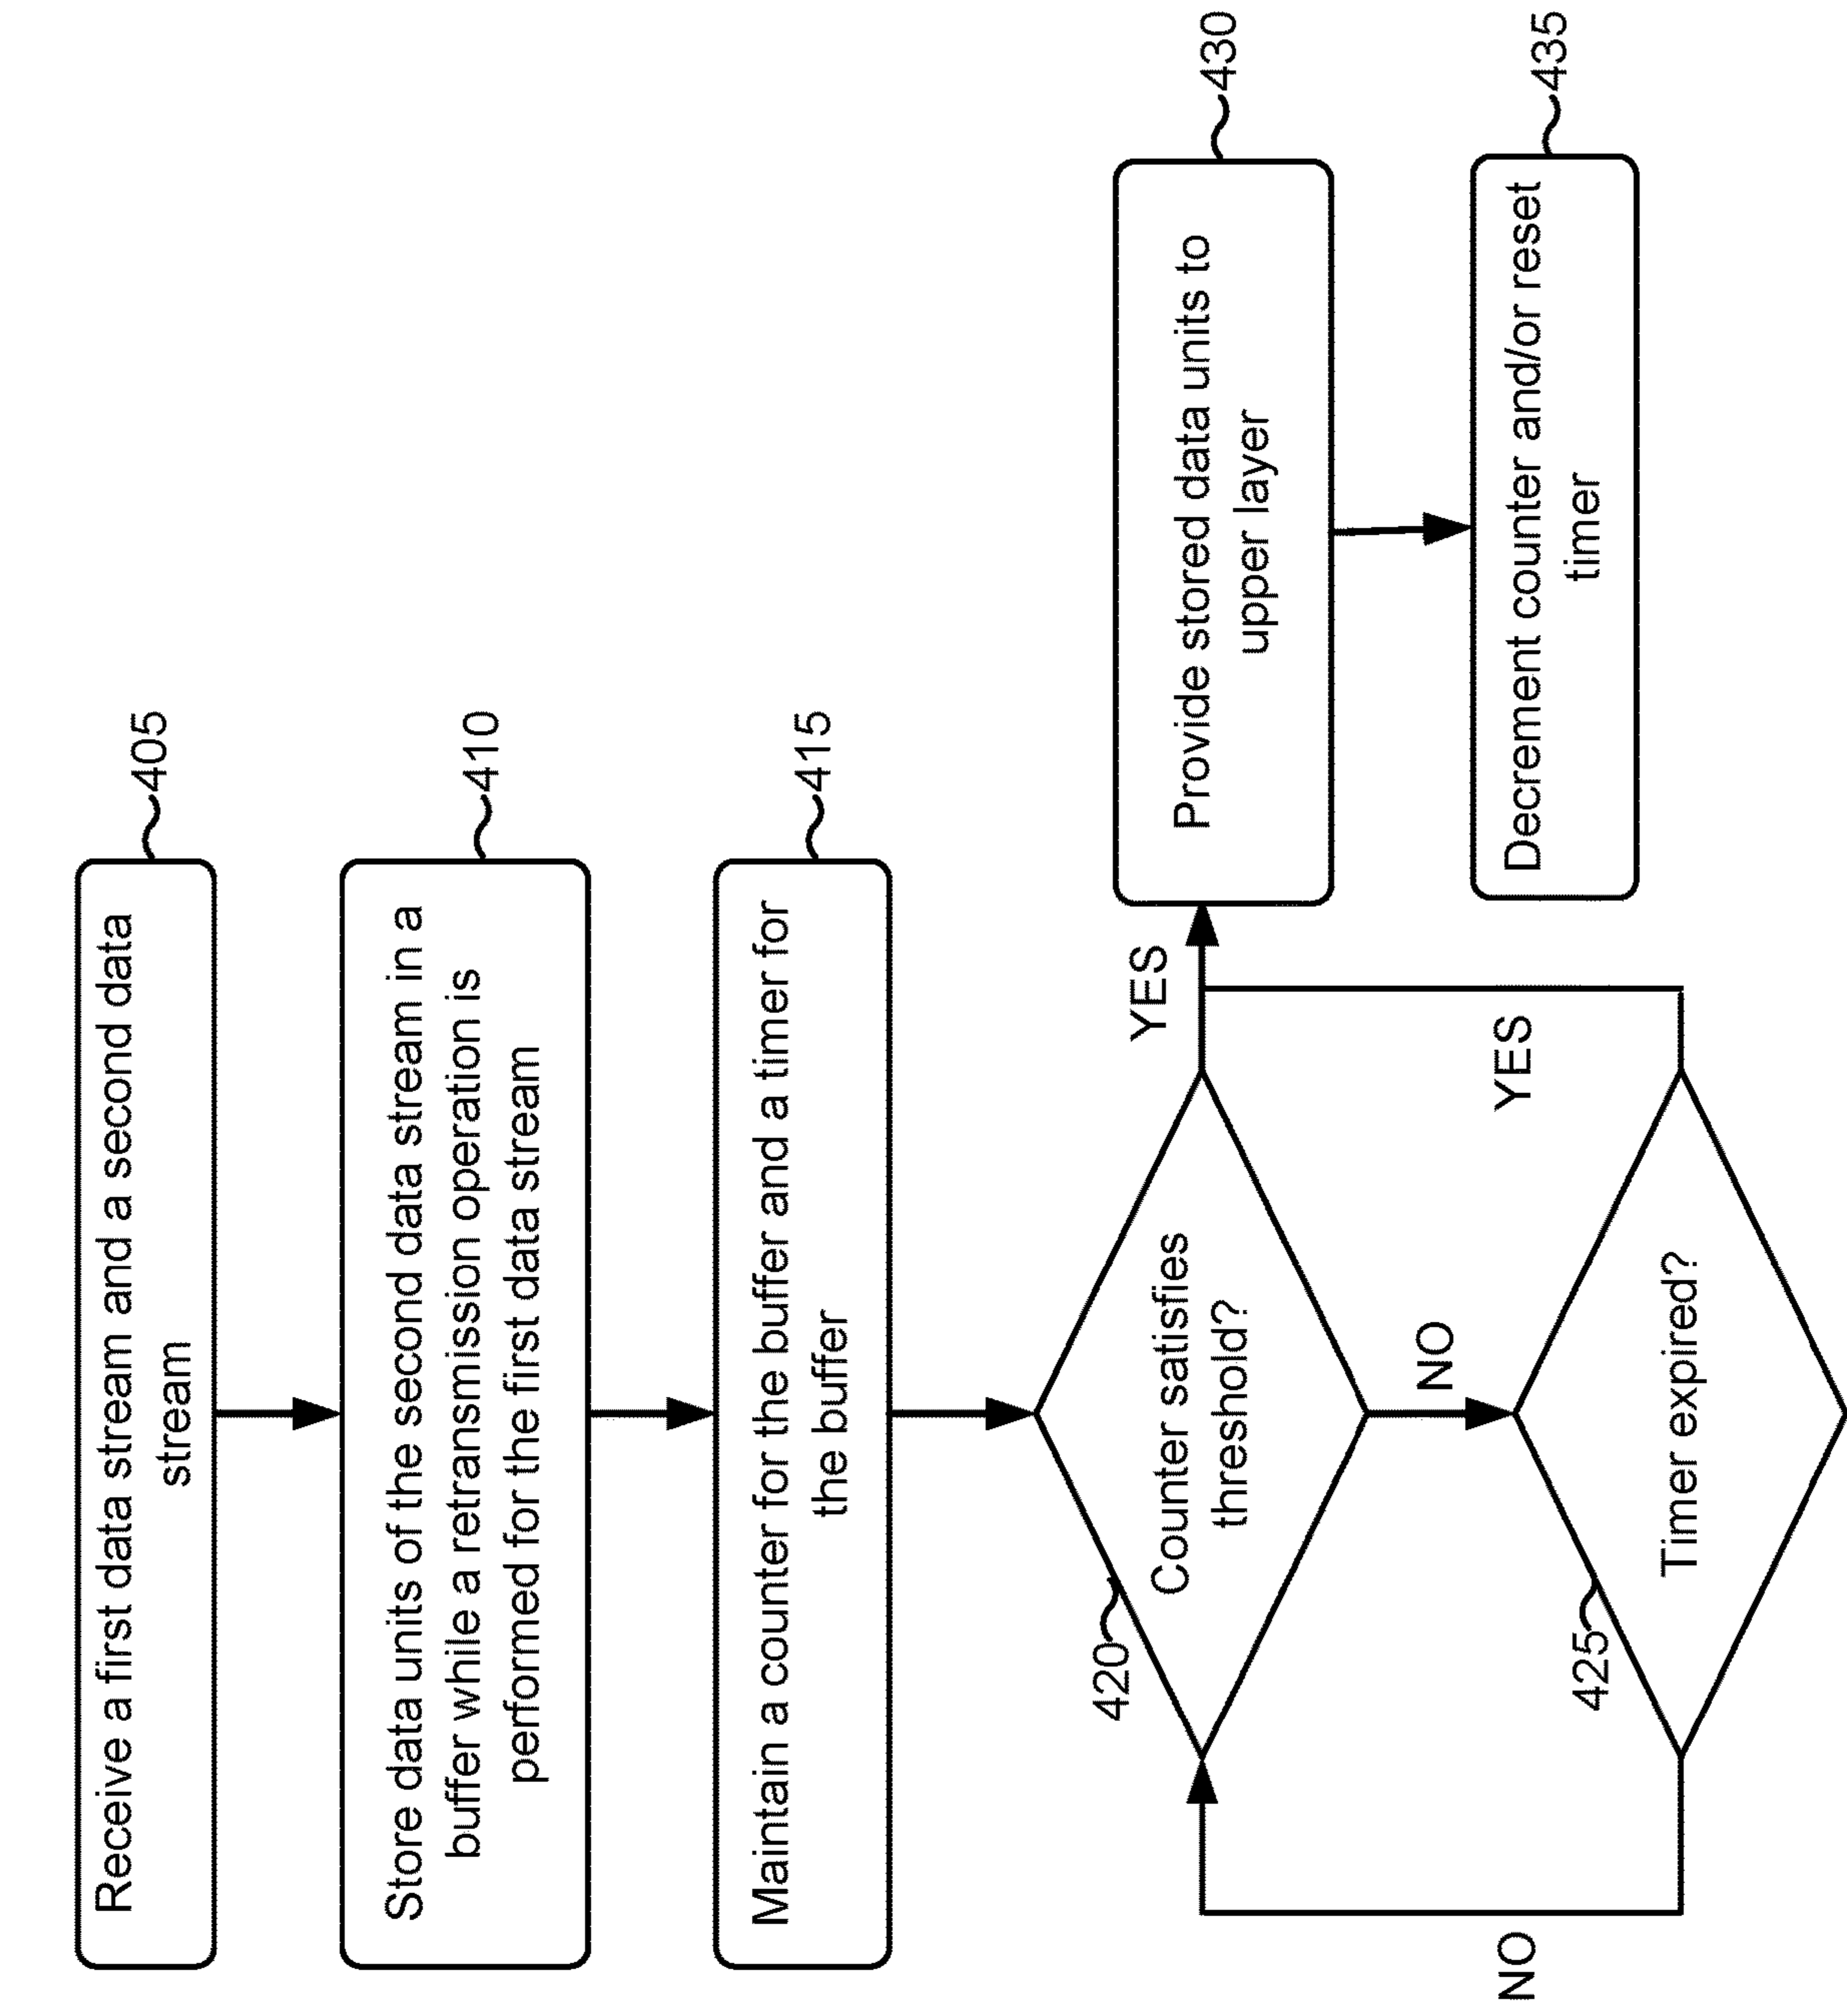 Receive a first data stream and a second data
stream
405
Store data units of the second data stream in a
buffer while a retransmission operation is
performed for the first data stream
410
Maintain a counter for the buffer and a timer for
the buffer
415
420
Counter satisfies
threshold?
YES
NO
425
Timer expired?
YES
NO
Provide stored data units to
upper layer
430
Decrement counter and/or reset
timer
435